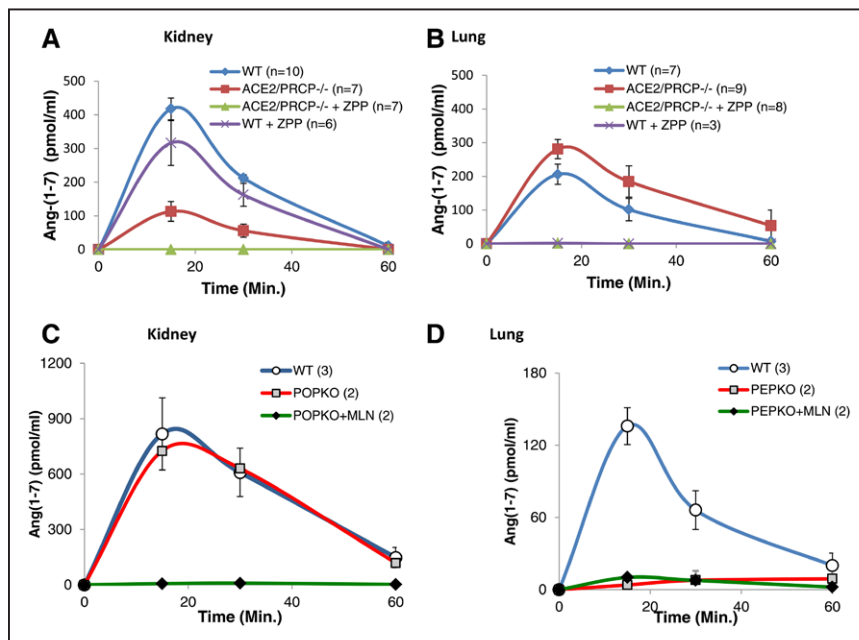 A
Kidney
WT (n=10)
ACE2/PRCP-/- (n=7)
ACE2/PRCP-/- + ZPP (n=7)
WT + ZPP (n=6)
500
400
300
200
100
0
Ang-(1-7) (pmol/ml)
0 20 40 60
Time (Min.)
B
Lung
WT (n=7)
ACE2/PRCP-/- (n=9)
ACE2/PRCP-/- + ZPP (n=8)
WT + ZPP (n=3)
500
400
300
200
100
0
Ang-(1-7) (pmol/ml)
0 20 40 60
Time (Min.)
C
Kidney
WT (3)
POPKO (2)
POPKO+MLN (2)
1200
900
600
300
0
Ang(1-7) (pmol/ml)
0 20 40 60
Time (Min.)
D
Lung
WT (3)
PEPKO (2)
PEPKO+MLN (2)
180
120
60
0
Ang(1-7) (pmol/ml)
0 20 40 60
Time (Min.)